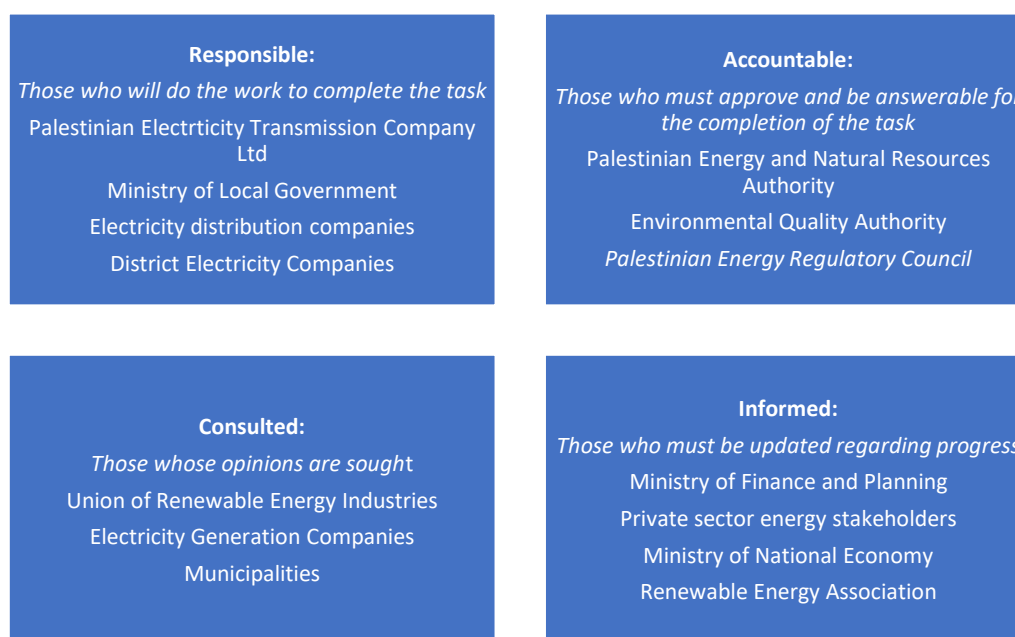 Responsible:
Those who will do the work to complete the task
Palestinian Electrticity Transmission Company
Ltd
Ministry of Local Government
Electricity distribution companies
District Electricity Companies
Accountable:
Those who must approve and be answerable for
the completion of the task
Palestinian Energy and Natural Resources
Authority
Environmental Quality Authority
Palestinian Energy Regulatory Council
Consulted:
Those whose opinions are sought
Union of Renewable Energy Industries
Electricity Generation Companies
Municipalities
Informed:
Those who must be updated regarding progress
Ministry of Finance and Planning
Private sector energy stakeholders
Ministry of National Economy
Renewable Energy Association